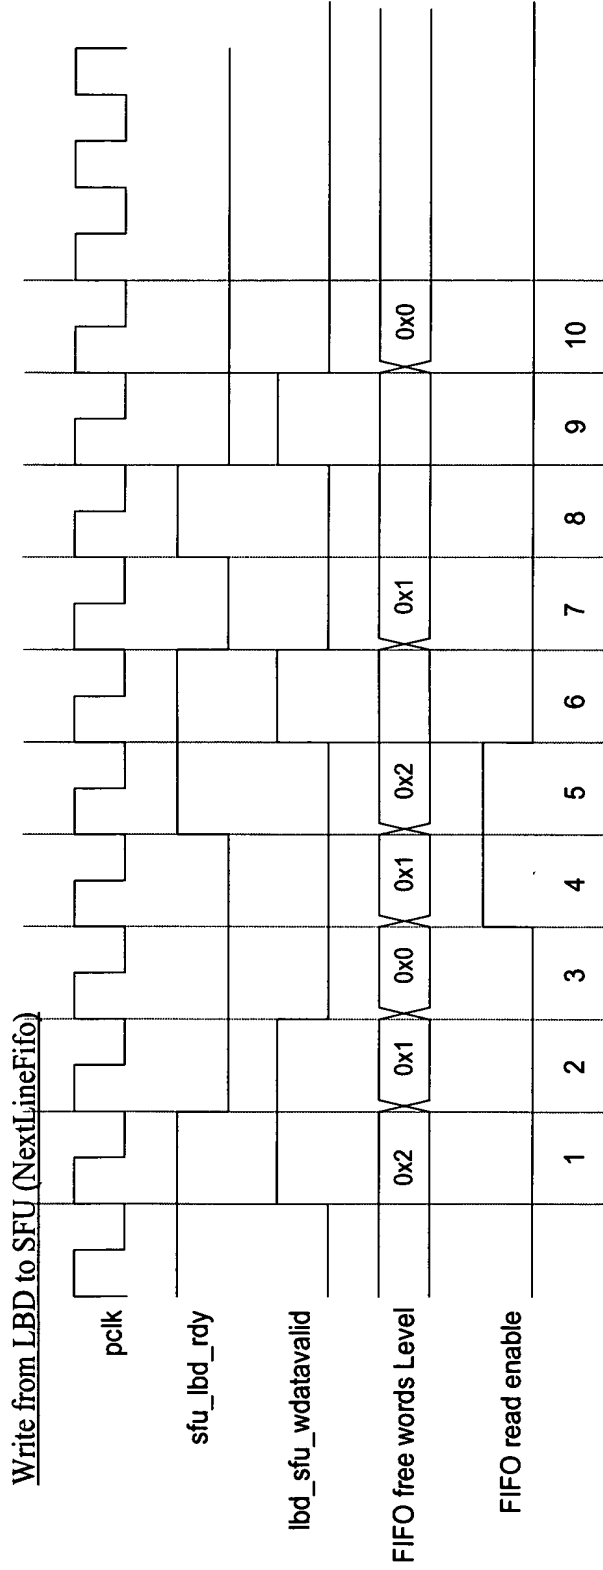 Write from LBD to SFU (NextLineFifo)
pclk
sfu_lbd_rdy
lbd_sfu_wdatavalid
FIFO free words Level
0x2
0x1
0x0
0x1
0x2
0x1
0x0
FIFO read enable
1
2
3
4
5
6
7
8
9
10